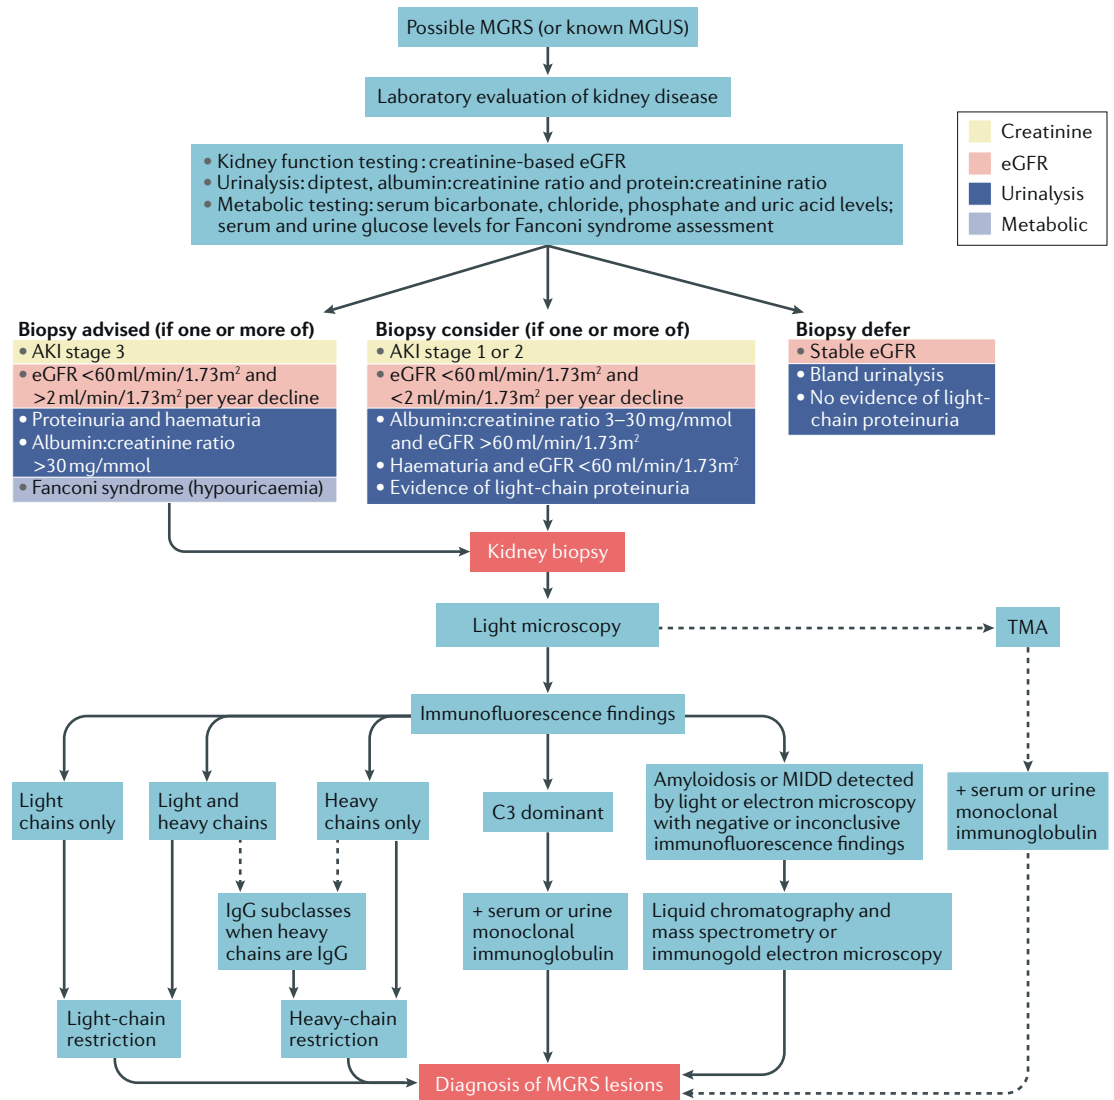 Possible MGRS (or known MGUS)
Laboratory evaluation of kidney disease
• Kidney function testing: creatinine-based eGFR
• Urinalysis: diptest, albumin:creatinine ratio and protein:creatinine ratio
• Metabolic testing: serum bicarbonate, chloride, phosphate and uric acid levels;
serum and urine glucose levels for Fanconi syndrome assessment
Creatinine
eGFR
Urinalysis
Metabolic
Biopsy advised (if one or more of)
• AKI stage 3
• eGFR <60 ml/min/1.73m² and
>2 ml/min/1.73m² per year decline
• Proteinuria and haematuria
• Albumin:creatinine ratio
>30 mg/mmol
• Fanconi syndrome (hypouricaemia)
Biopsy consider (if one or more of)
• AKI stage 1 or 2
• eGFR <60 ml/min/1.73m² and
<2 ml/min/1.73m² per year decline
• Albumin:creatinine ratio 3–30 mg/mmol
and eGFR >60 ml/min/1.73m²
• Haematuria and eGFR <60 ml/min/1.73m²
• Evidence of light-chain proteinuria
Biopsy defer
• Stable eGFR
• Bland urinalysis
• No evidence of light-
chain proteinuria
Kidney biopsy
Light microscopy
TMA
Immunofluorescence findings
Light
chains only
Light and
heavy chains
Heavy
chains only
C3 dominant
Amyloidosis or MIDD detected
by light or electron microscopy
with negative or inconclusive
immunofluorescence findings
+ serum or urine
monoclonal
immunoglobulin
IgG subclasses
when heavy
chains are IgG
+ serum or urine
monoclonal
immunoglobulin
Liquid chromatography and
mass spectrometry or
immunogold electron microscopy
Light-chain
restriction
Heavy-chain
restriction
Diagnosis of MGRS lesions